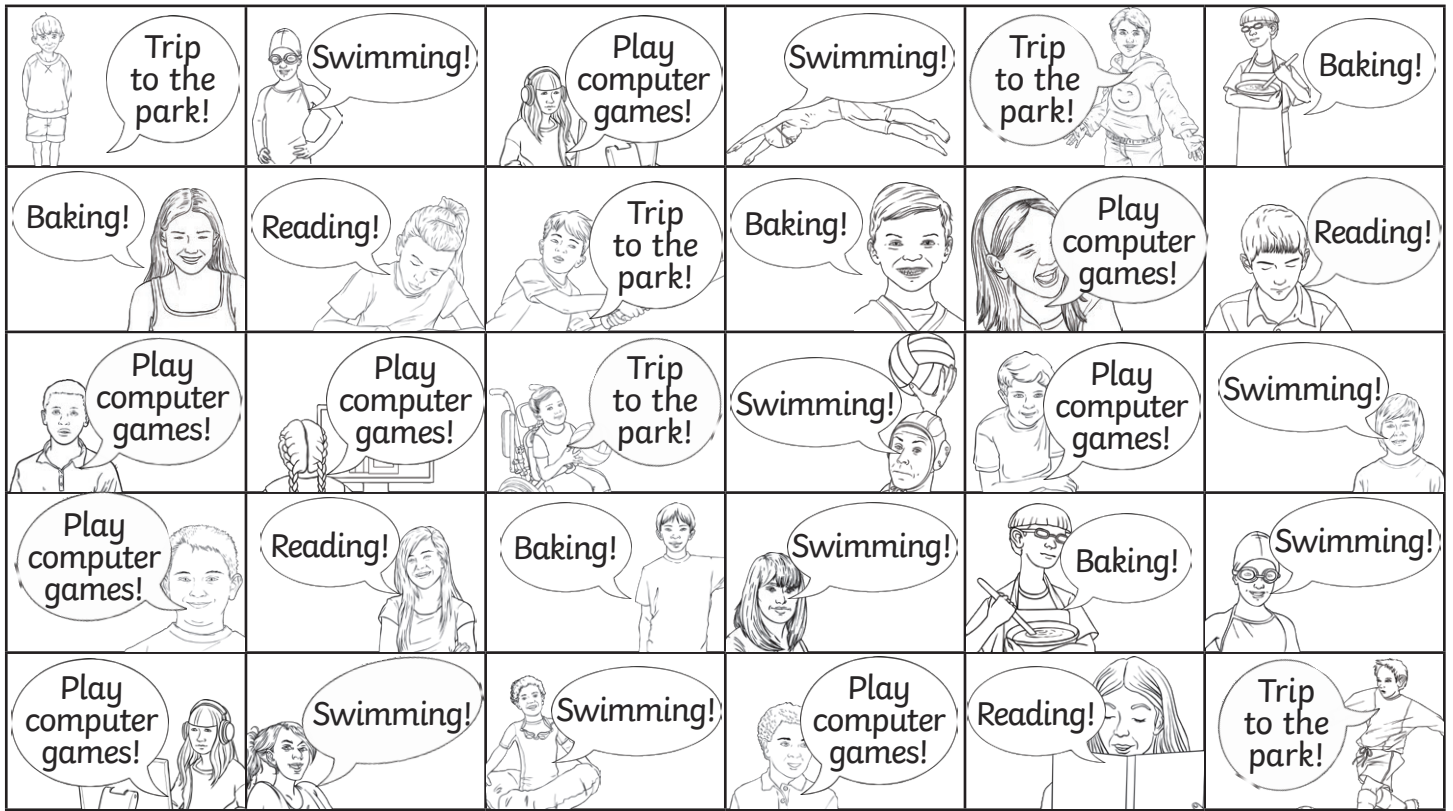 Trip
to the
park!
Swimming!
Play
computer
games!
Swimming!
Trip
to the
park!
Baking!
Baking!
Reading!
Trip
to the
park!
Baking!
Play
computer
games!
Reading!
Play
computer
games!
Play
computer
games!
Trip
to the
park!
Swimming!
Play
computer
games!
Swimming!
Play
computer
games!
Reading!
Baking!
Swimming!
Baking!
Swimming!
Play
computer
games!
Swimming!
Swimming!
Play
computer
games!
Reading!
Trip
to the
park!